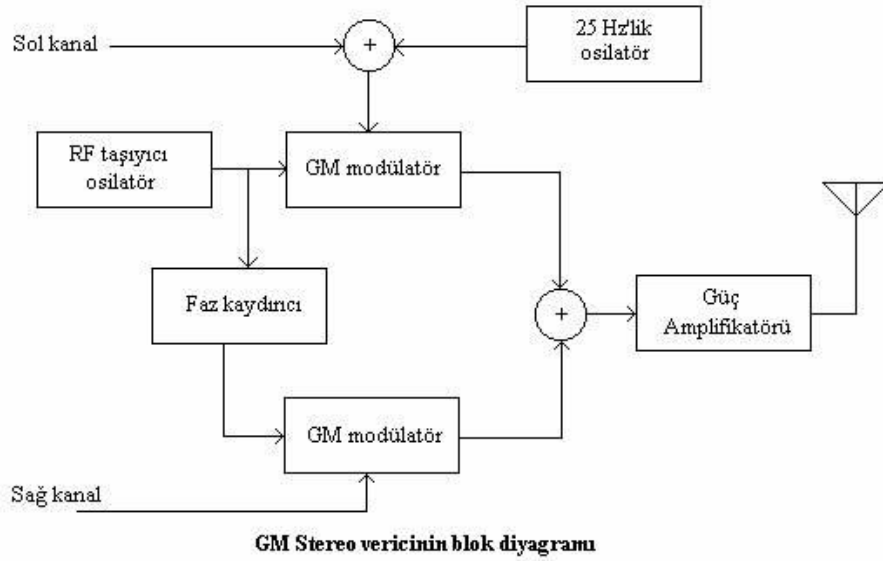 Sol kanal
+
25 Hz'lik
osilatör
RF taşıyıcı
osilatör
GM modülatör
Faz kaydırıcı
+
Güç
Amplifikatörü
GM modülatör
Sağ kanal
GM Stereo vericinin blok diyagramı